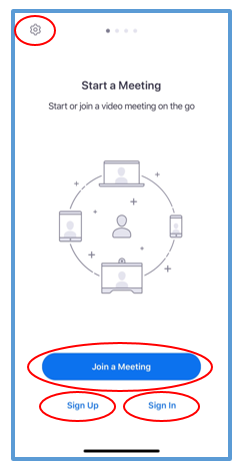 Start a Meeting
Start or join a video meeting on the go
Join a Meeting
Sign Up
Sign In